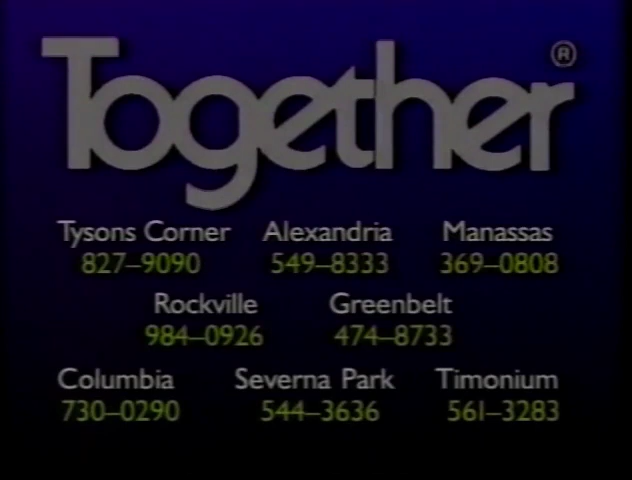 Together®
Tysons Corner Alexandria Manassas
827–9090 549–8333 369–0808
Rockville Greenbelt
984–0926 474–8733
Columbia Severna Park Timonium
730–0290 544–3636 561–3283